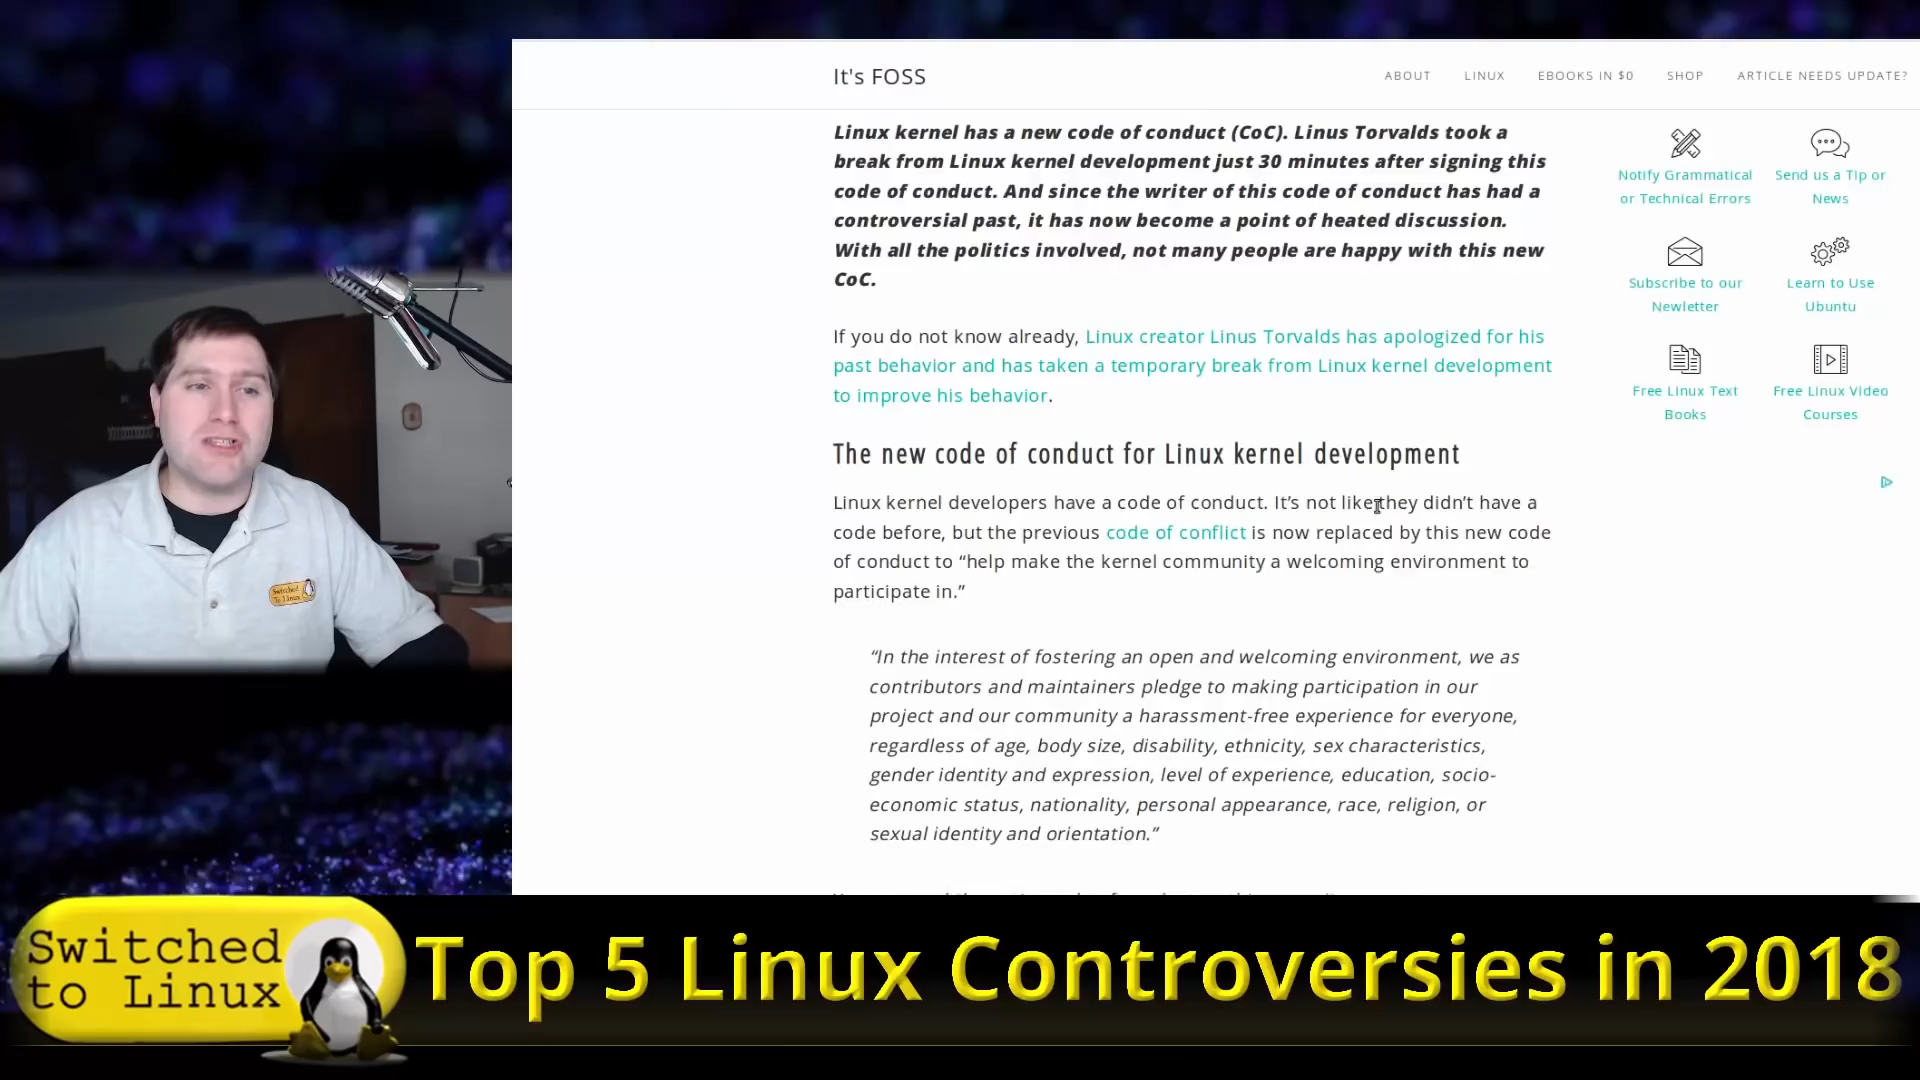 It's FOSS
ABOUT
LINUX
EBOOKS IN $0
SHOP
ARTICLE NEEDS UPDATE?
Linux kernel has a new code of conduct (CoC). Linus Torvalds took a
break from Linux kernel development just 30 minutes after signing this
code of conduct. And since the writer of this code of conduct has had a
controversial past, it has now become a point of heated discussion.
With all the politics involved, not many people are happy with this new
CoC.
If you do not know already, Linux creator Linus Torvalds has apologized for his
past behavior and has taken a temporary break from Linux kernel development
to improve his behavior.
The new code of conduct for Linux kernel development
Linux kernel developers have a code of conduct. It's not like they didn't have a
code before, but the previous code of conflict is now replaced by this new code
of conduct to “help make the kernel community a welcoming environment to
participate in.”
“In the interest of fostering an open and welcoming environment, we as
contributors and maintainers pledge to making participation in our
project and our community a harassment-free experience for everyone,
regardless of age, body size, disability, ethnicity, sex characteristics,
gender identity and expression, level of experience, education, socio-
economic status, nationality, personal appearance, race, religion, or
sexual identity and orientation.”
Notify Grammatical
or Technical Errors
Send us a Tip or
News
Subscribe to our
Newletter
Learn to Use
Ubuntu
Free Linux Text
Books
Free Linux Video
Courses
Switched
To Linux
Switched
to Linux
Top 5 Linux Controversies in 2018